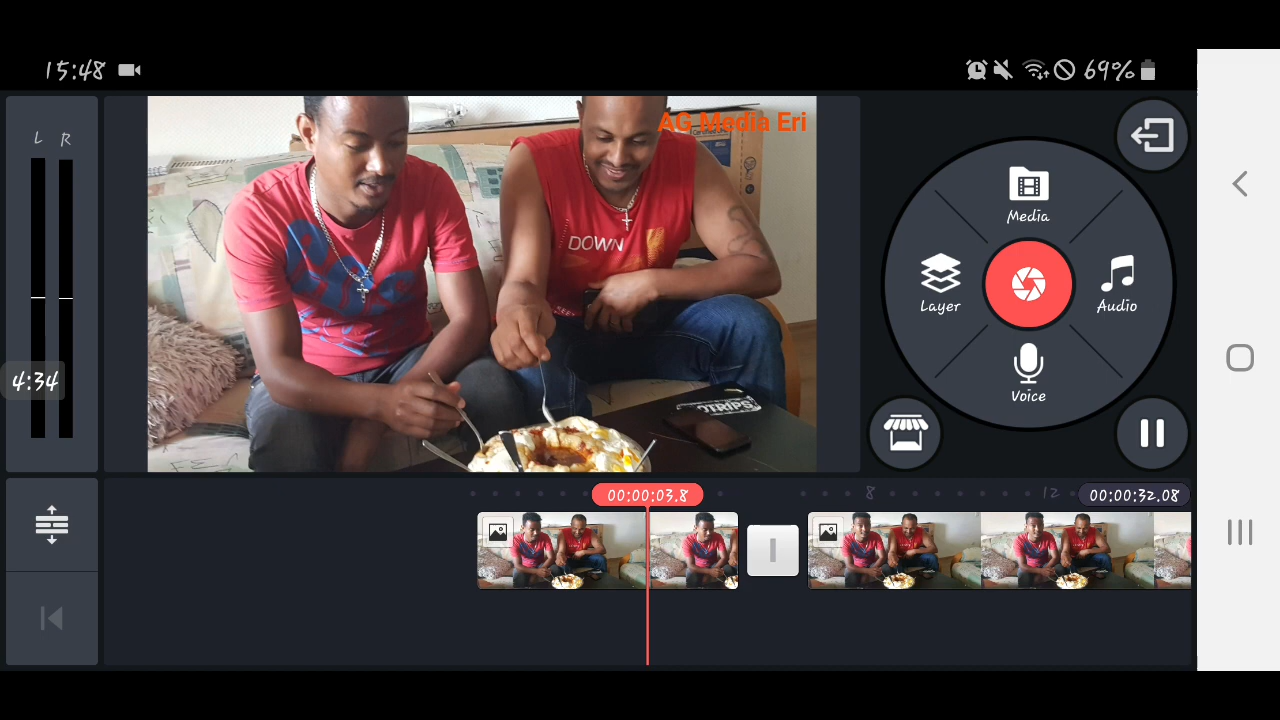 15:48
69%
L R
AG Media Eri
DOWN
OTRIPS
Media
Layer
Audio
Voice
4:34
00:00:03.8
8
12
00:00:32.08